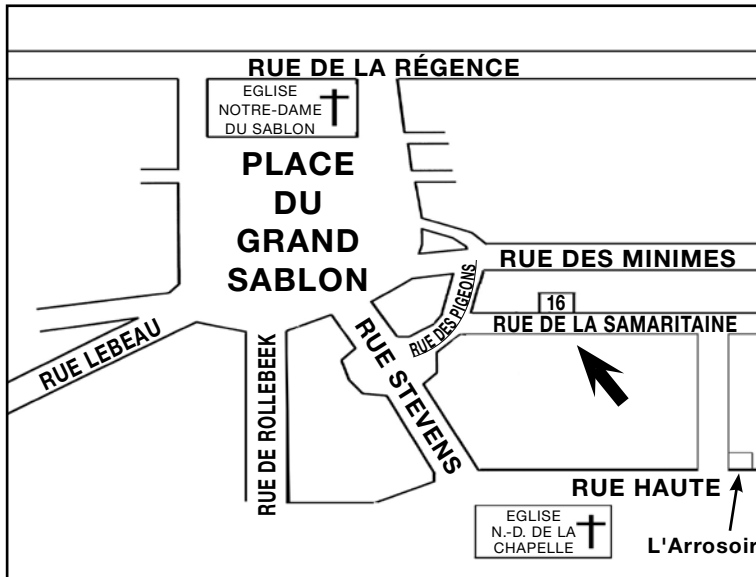 RUE DE LA RÉGENCE
EGLISE
NOTRE-DAME
DU SABLON
PLACE
DU
GRAND
SABLON
RUE DES MINIMES
RUE DES PIGEONS
16
RUE DE LA SAMARITAINE
RUE LEBEAU
RUE DE ROLLEBEEK
RUE STEVENS
RUE HAUTE
EGLISE
N.-D. DE LA
CHAPELLE
L'Arrosoir